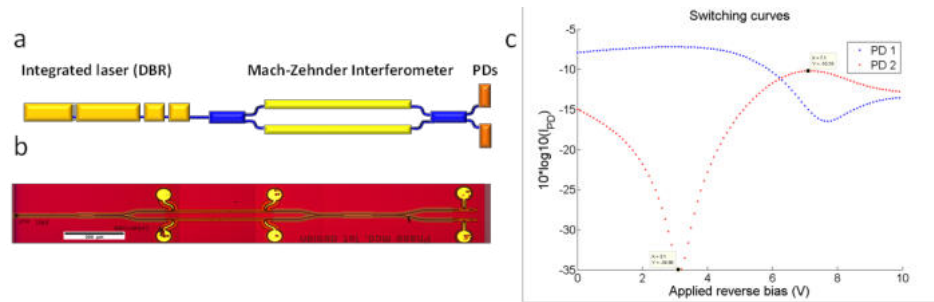 a
Integrated laser (DBR)
Mach-Zehnder Interferometer
PDs
b
c
Switching curves
PD 1
PD 2
10*log10(I_PD)
-5
-10
-15
-20
-25
-30
-35
0
2
4
6
8
10
Applied reverse bias (V)